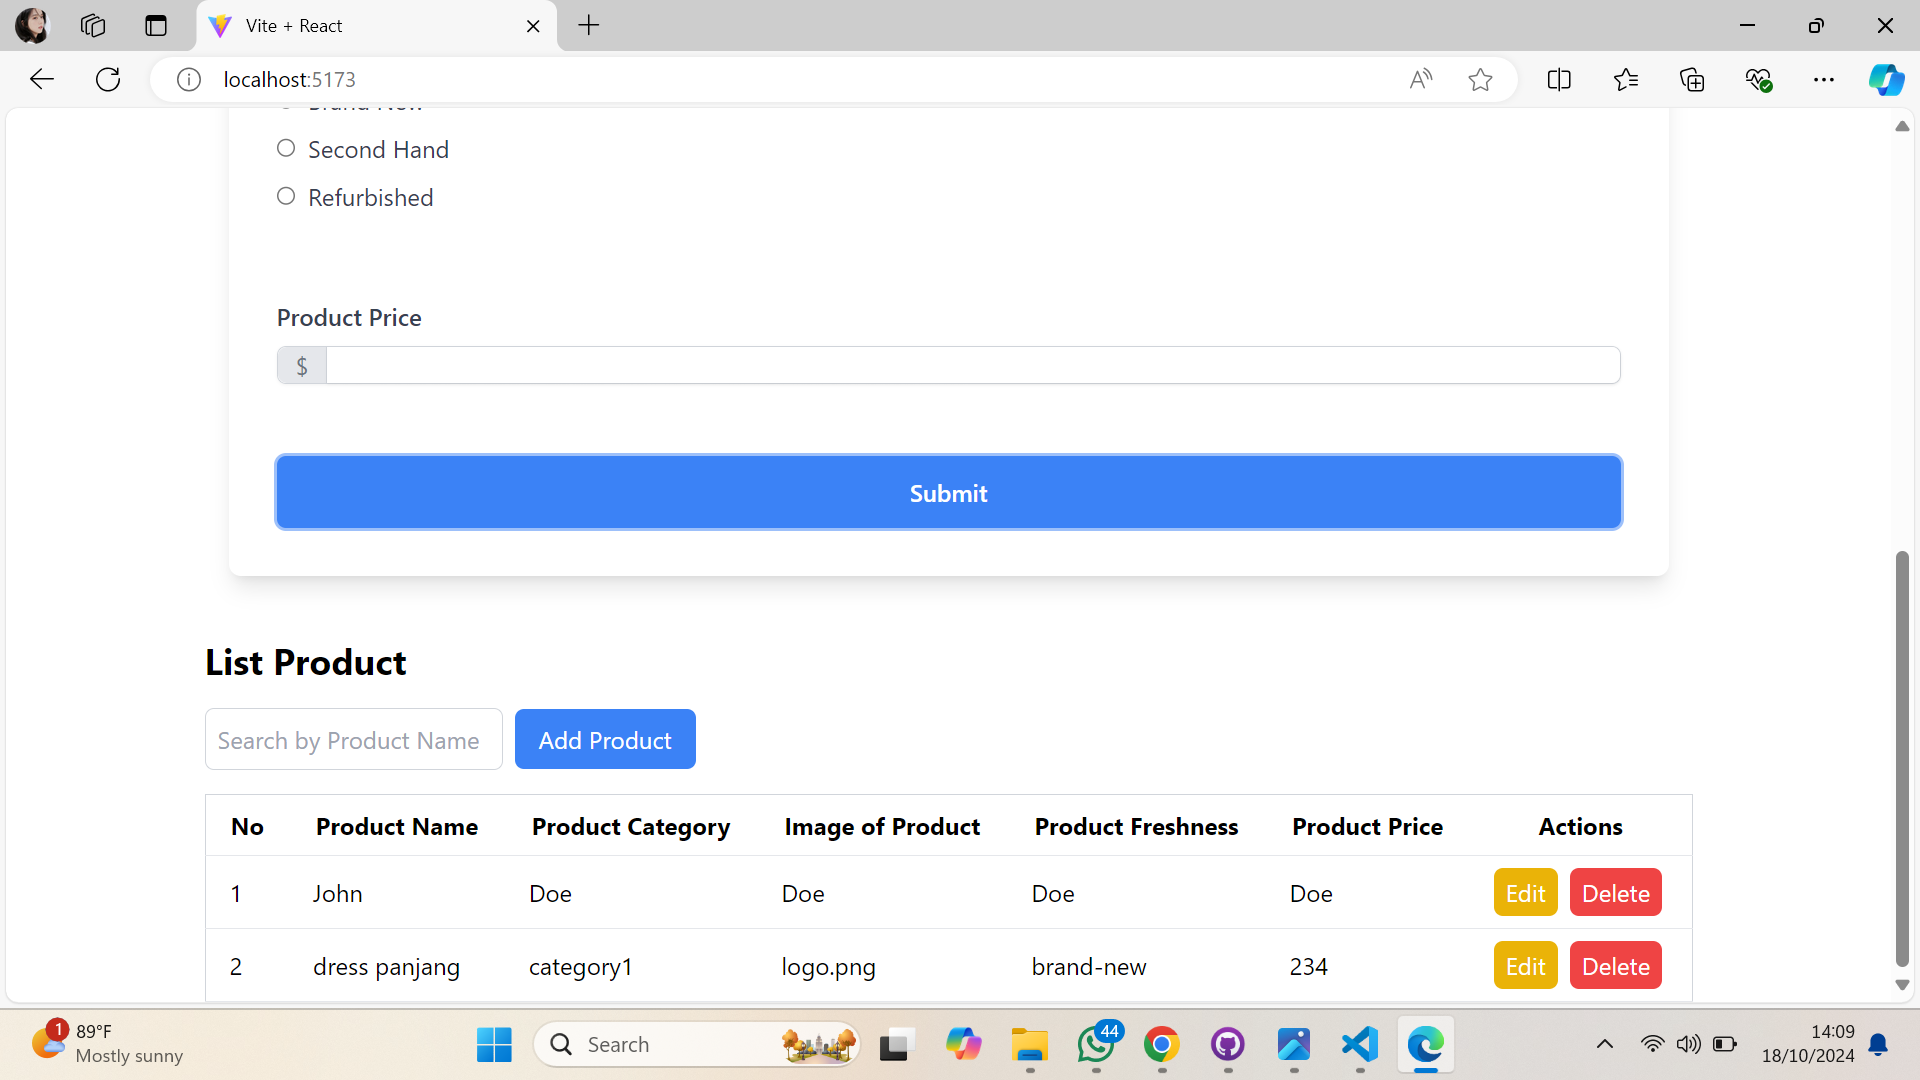 Vite + React
localhost:5173
Brand New
Second Hand
Refurbished
Product Price
$
Submit
List Product
Search by Product Name
Add Product
No Product Name Product Category Image of Product Product Freshness Product Price Actions
1 John Doe Doe Doe Doe Edit Delete
2 dress panjang category1 logo.png brand-new 234 Edit Delete
1
89°F
Mostly sunny
Search
44
14:09
18/10/2024